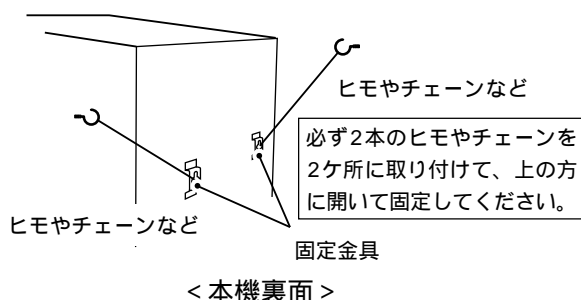 ヒモやチェーンなど
必ず2本のヒモやチェーンを
2ケ所に取り付けて、上の方
に開いて固定してください。
ヒモやチェーンなど
固定金具
＜本機裏面＞